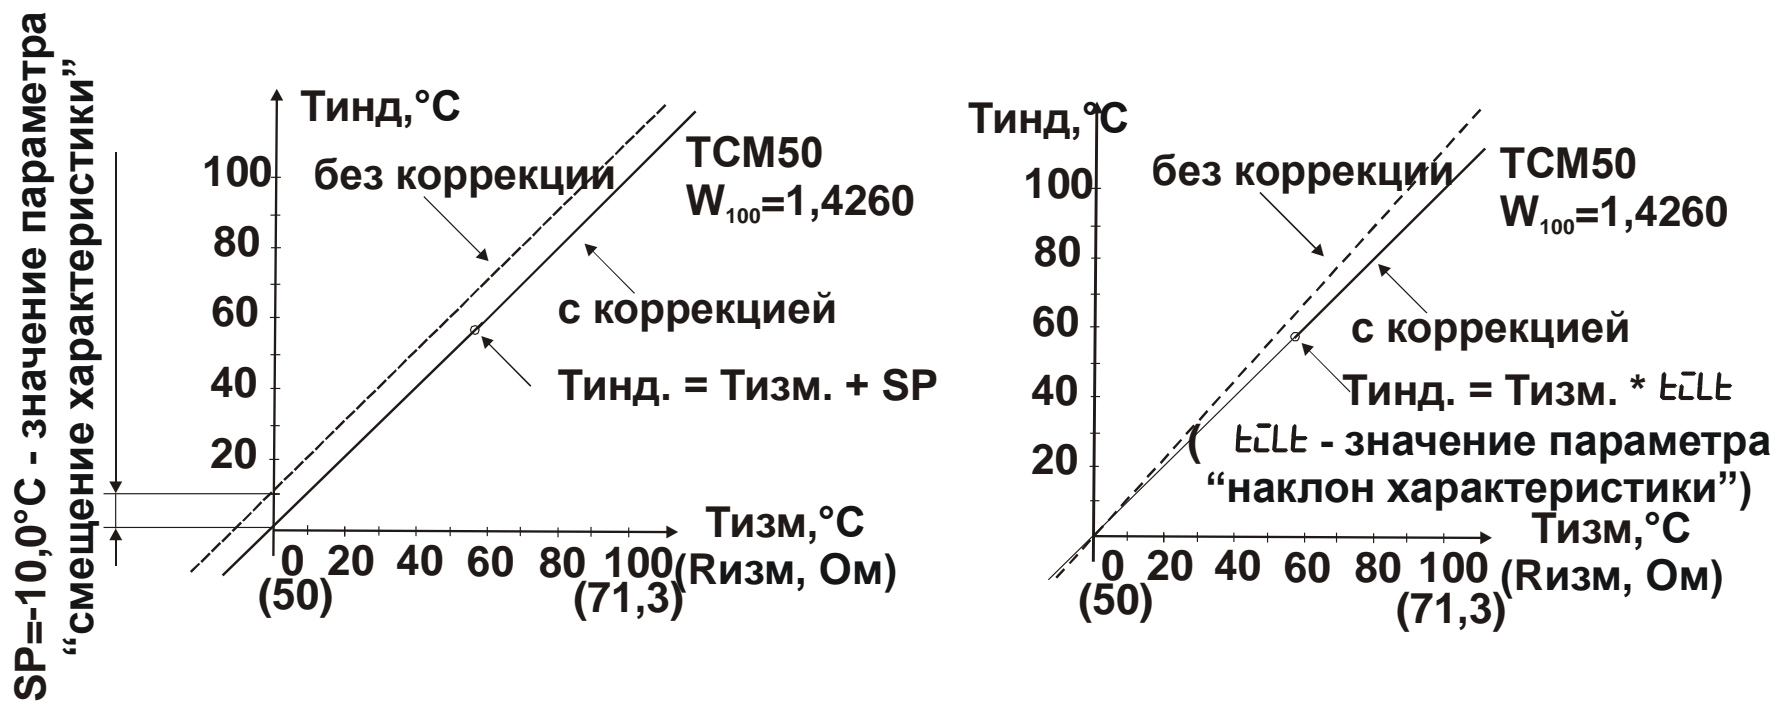 SP=-10,0°C - значение параметра
“смещение характеристики”
Тинд,°C
100
80
60
40
20
без коррекции
ТСМ50
W100=1,4260
с коррекцией
Тинд. = Тизм. + SP
Тизм,°C
0 20 40 60 80 100 (Rизм, Ом)
(50) (71,3)
Тинд,°C
100
80
60
40
20
без коррекции
ТСМ50
W100=1,4260
с коррекцией
Тинд. = Тизм. * tiLt
( tiLt - значение параметра
“наклон характеристики”)
Тизм,°C
0 20 40 60 80 100 (Rизм, Ом)
(50) (71,3)